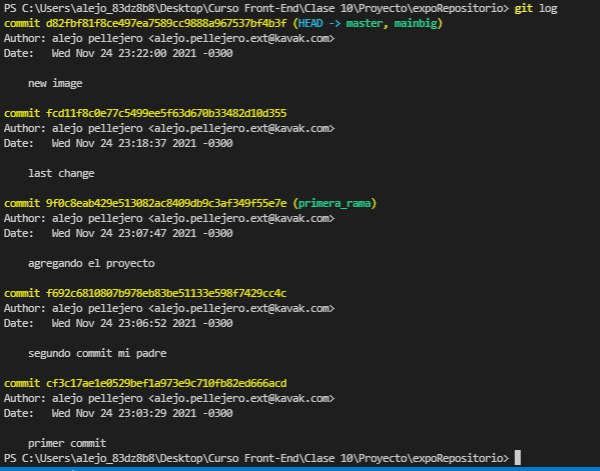 PS C:\Users\alejo_83dz8b8\Desktop\Curso Front-End\Clase 10\Proyecto\expoRepositorio> git log
commit d82fbf81f8ce497ea7589cc9888a967537bf4b3f (HEAD -> master, mainbig)
Author: alejo pellejero <alejo.pellejero.ext@kavak.com>
Date:   Wed Nov 24 23:22:00 2021 -0300
    new image
commit fcd11f8c0e77c5499ee5f63d670b33482d10d355
Author: alejo pellejero <alejo.pellejero.ext@kavak.com>
Date:   Wed Nov 24 23:18:37 2021 -0300
    last change
commit 9f0c8eab429e513082ac8409db9c3af349f55e7e (primera_rama)
Author: alejo pellejero <alejo.pellejero.ext@kavak.com>
Date:   Wed Nov 24 23:07:47 2021 -0300
    agregando el proyecto
commit f692c6810807b978eb83be51133e598f7429cc4c
Author: alejo pellejero <alejo.pellejero.ext@kavak.com>
Date:   Wed Nov 24 23:06:52 2021 -0300
    segundo commit mi padre
commit cf3c17ae1e0529bef1a973e9c710fb82ed666acd
Author: alejo pellejero <alejo.pellejero.ext@kavak.com>
Date:   Wed Nov 24 23:03:29 2021 -0300
    primer commit
PS C:\Users\alejo_83dz8b8\Desktop\Curso Front-End\Clase 10\Proyecto\expoRepositorio>